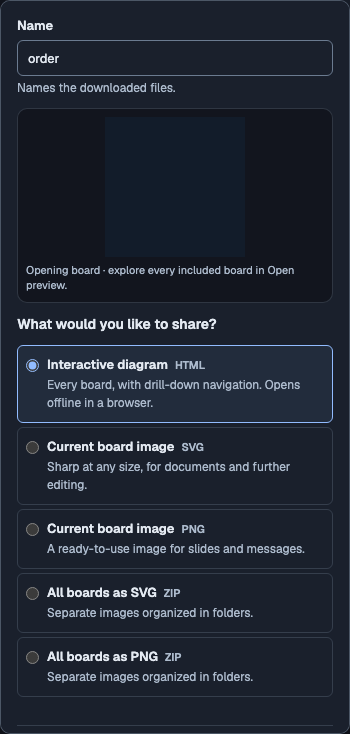 Name
order
Names the downloaded files.
Opening board · explore every included board in Open
preview.
What would you like to share?
Interactive diagram HTML
Every board, with drill-down navigation. Opens
offline in a browser.
Current board image SVG
Sharp at any size, for documents and further
editing.
Current board image PNG
A ready-to-use image for slides and messages.
All boards as SVG ZIP
Separate images organized in folders.
All boards as PNG ZIP
Separate images organized in folders.